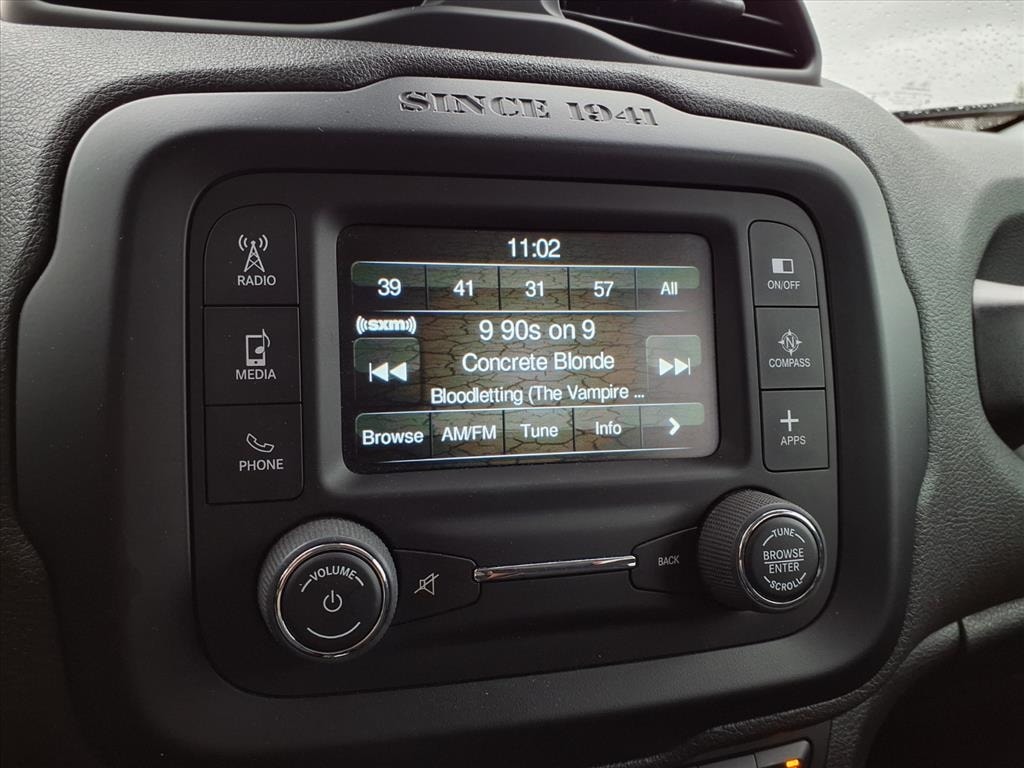 SINCE 1941
RADIO
MEDIA
PHONE
11:02
39 41 31 57 All
((sxm))
9 90s on 9
Concrete Blonde
Bloodletting (The Vampire ...
Browse AM/FM Tune Info >
ON/OFF
N
COMPASS
APPS
VOLUME
BACK
TUNE
BROWSE
ENTER
SCROLL